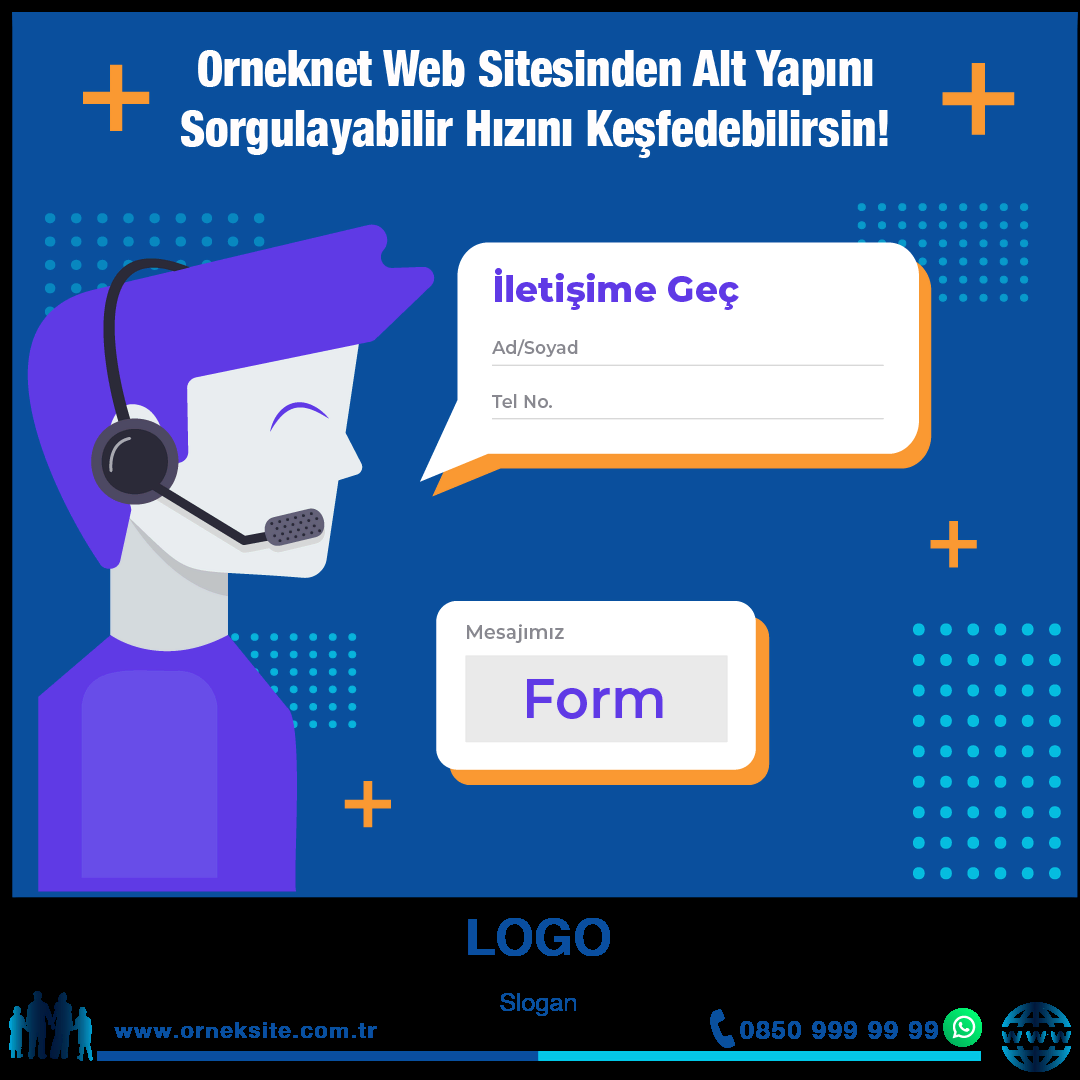 Orneknet Web Sitesinden Alt Yapını
Sorgulayabilir Hızını Keşfedebilirsin!
İletişime Geç
Ad/Soyad
Tel No.
Mesajımız
Form
LOGO
Slogan
www.orneksite.com.tr
0850 999 99 99
www